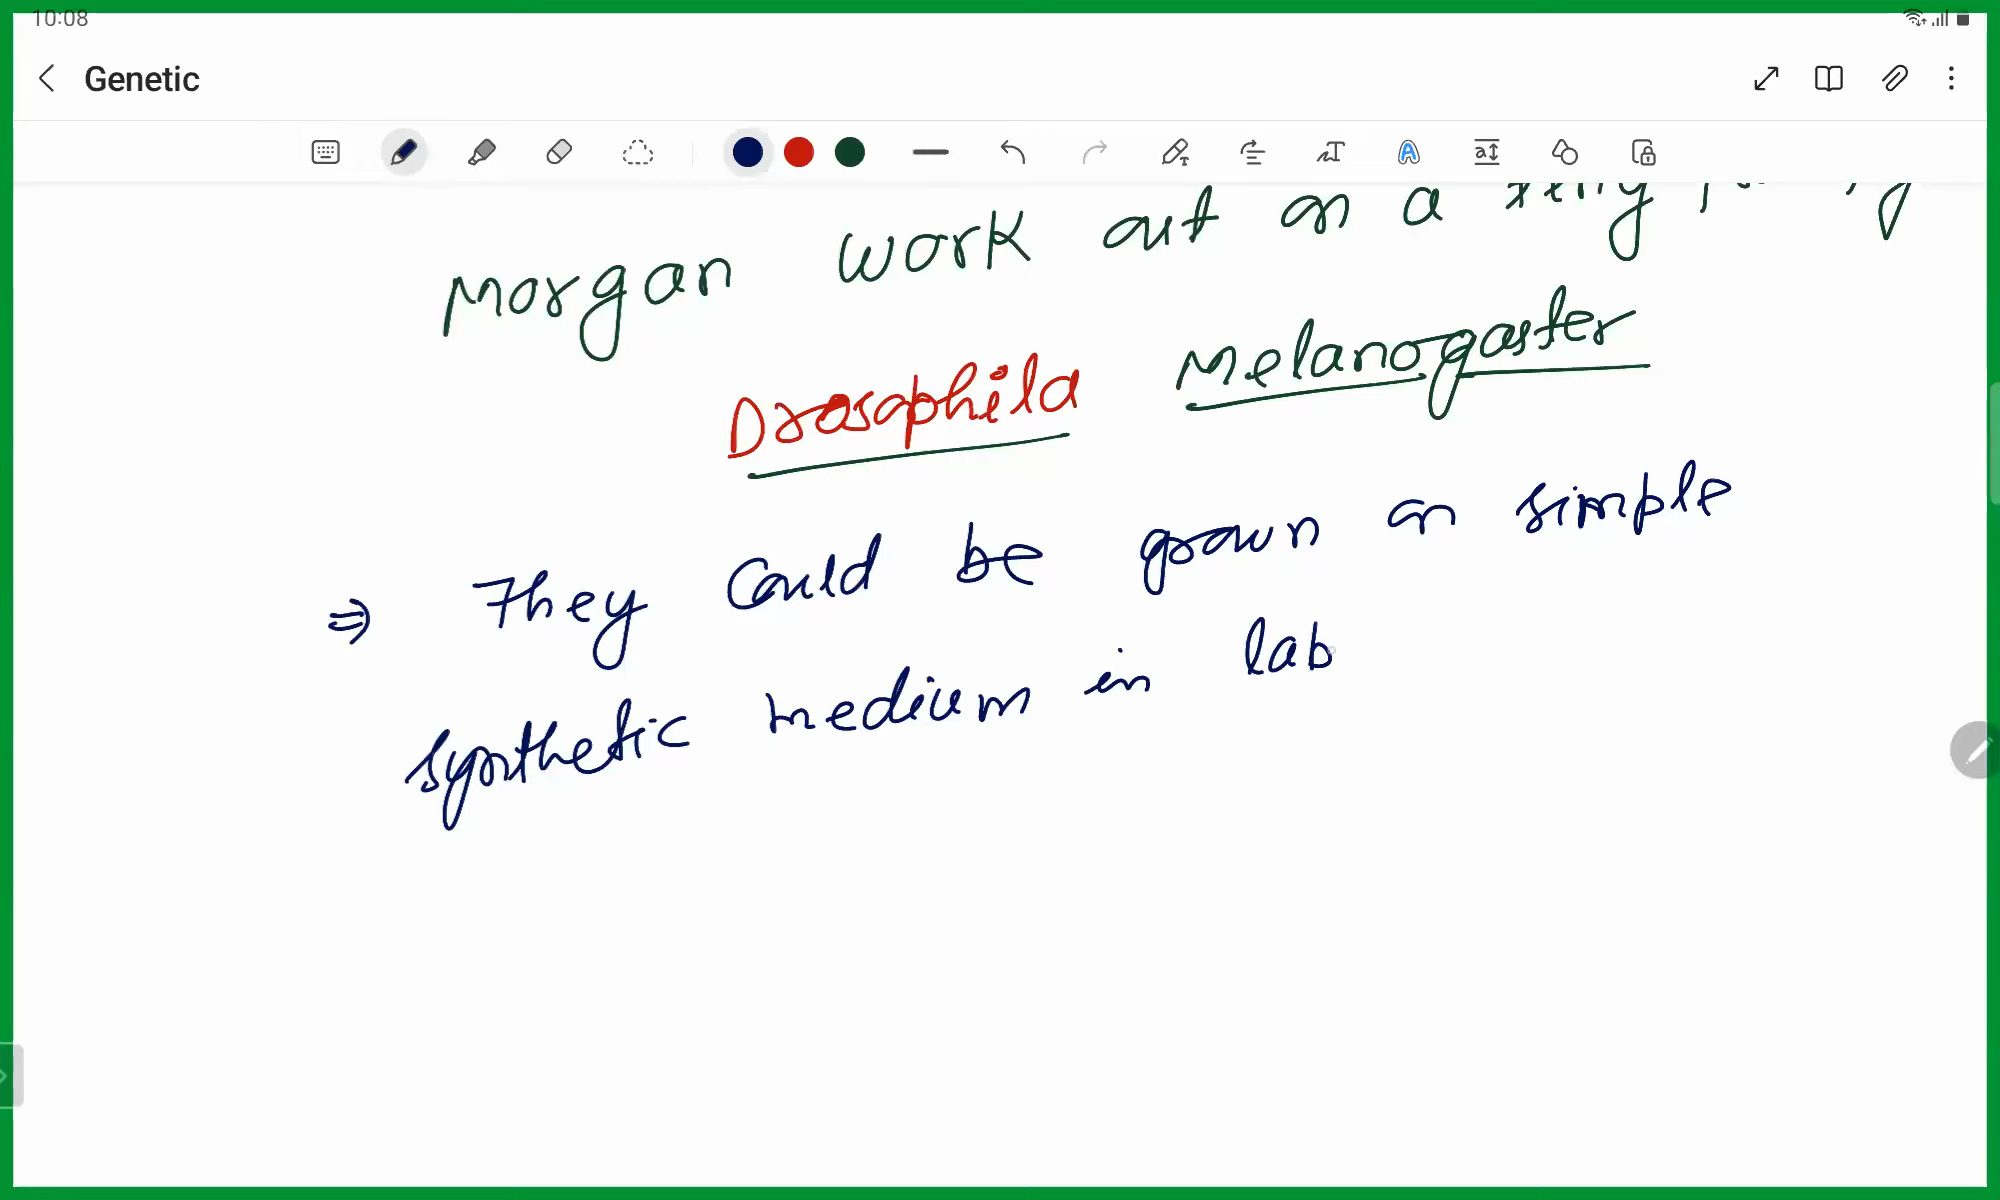 10:08
Genetic
Morgan work out on a tiny
Drosophila Melanogaster
⇒ They could be grown on simple
synthetic medium in lab